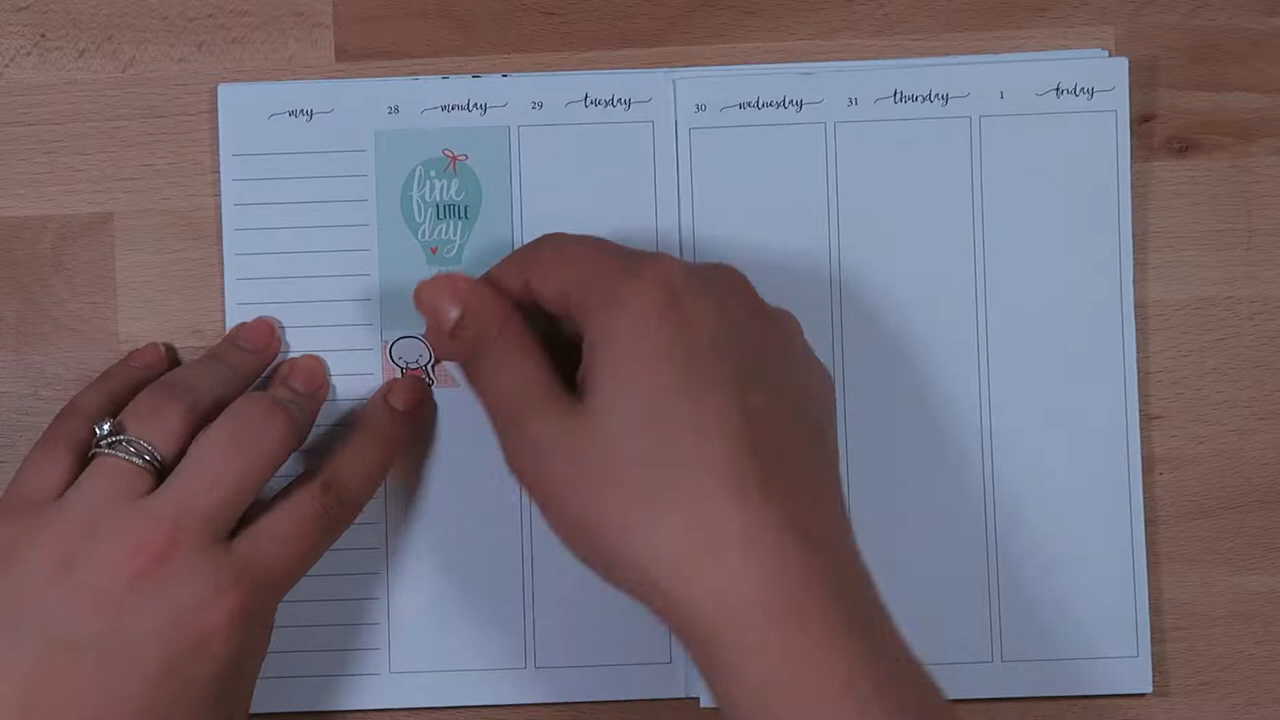 may
28 monday
29 tuesday
30 wednesday
31 thursday
1 friday
fine
LITTLE
day